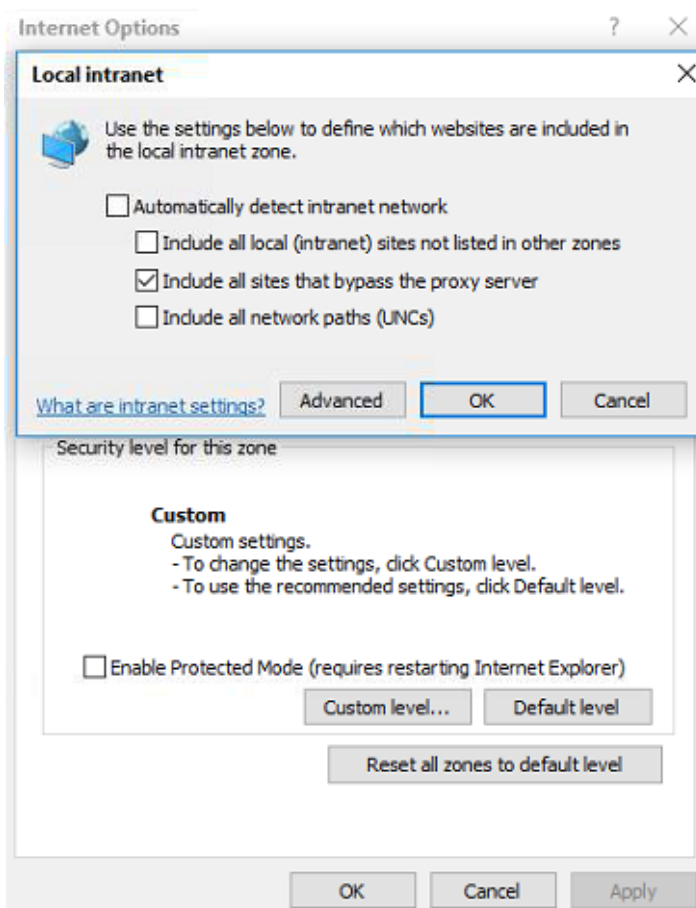 Internet Options
Local intranet
Use the settings below to define which websites are included in
the local intranet zone.
Automatically detect intranet network
Include all local (intranet) sites not listed in other zones
Include all sites that bypass the proxy server
Include all network paths (UNCs)
What are intranet settings? Advanced OK Cancel
Security level for this zone
Custom
Custom settings.
- To change the settings, click Custom level.
- To use the recommended settings, click Default level.
Enable Protected Mode (requires restarting Internet Explorer)
Custom level... Default level
Reset all zones to default level
OK Cancel Apply